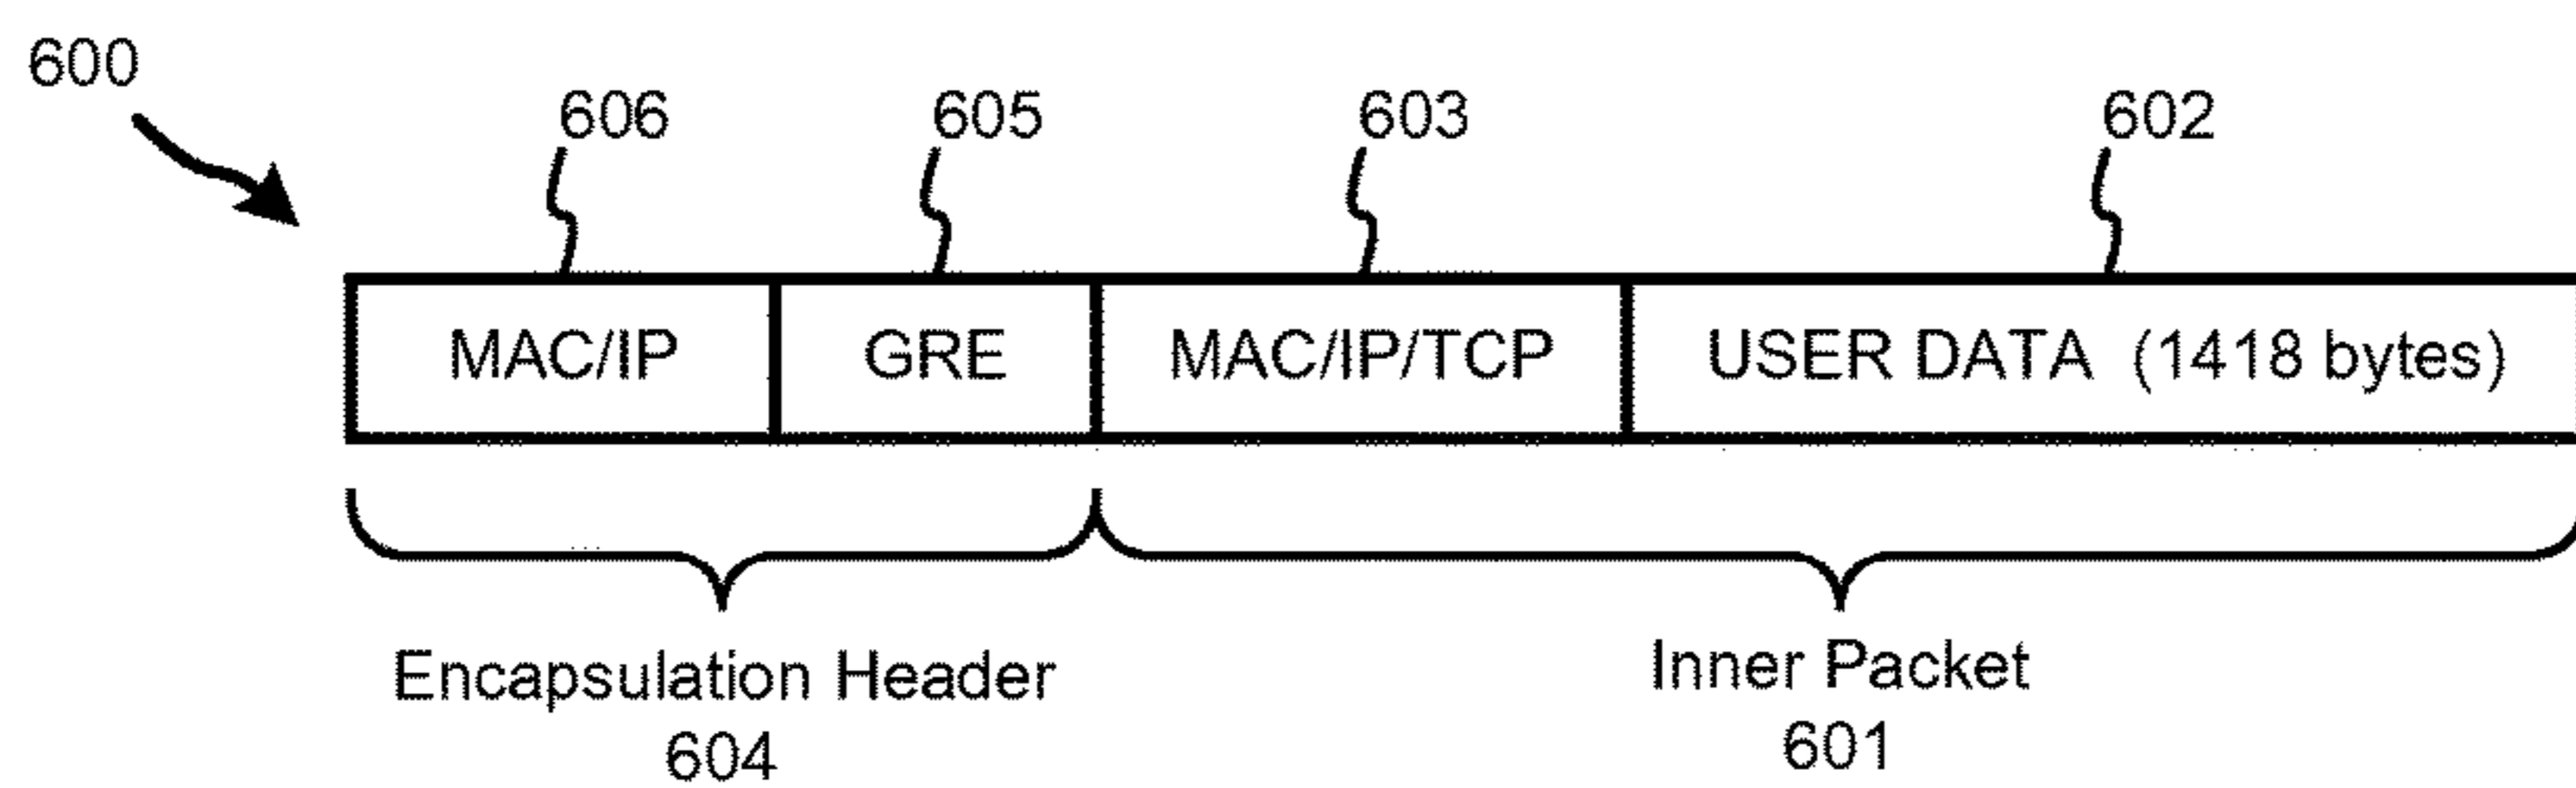 600
606 605 603 602
MAC/IP GRE MAC/IP/TCP USER DATA (1418 bytes)
Encapsulation Header Inner Packet
604 601